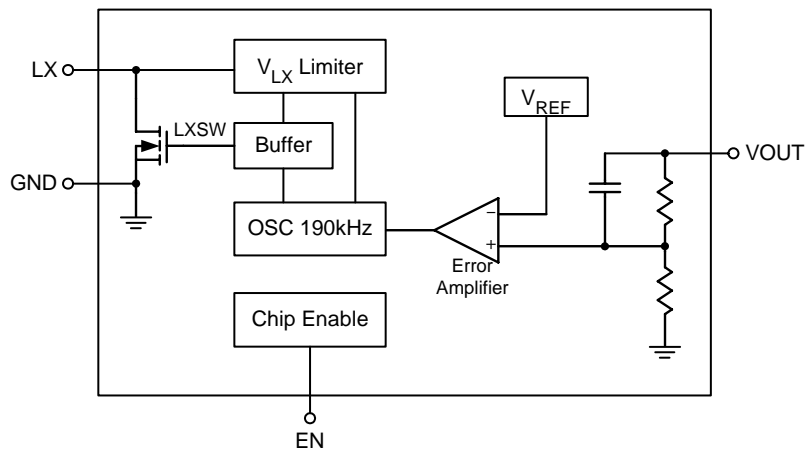 LX
V_LX Limiter
V_REF
LXSW
Buffer
VOUT
GND
OSC 190kHz
−
+
Error
Amplifier
Chip Enable
EN